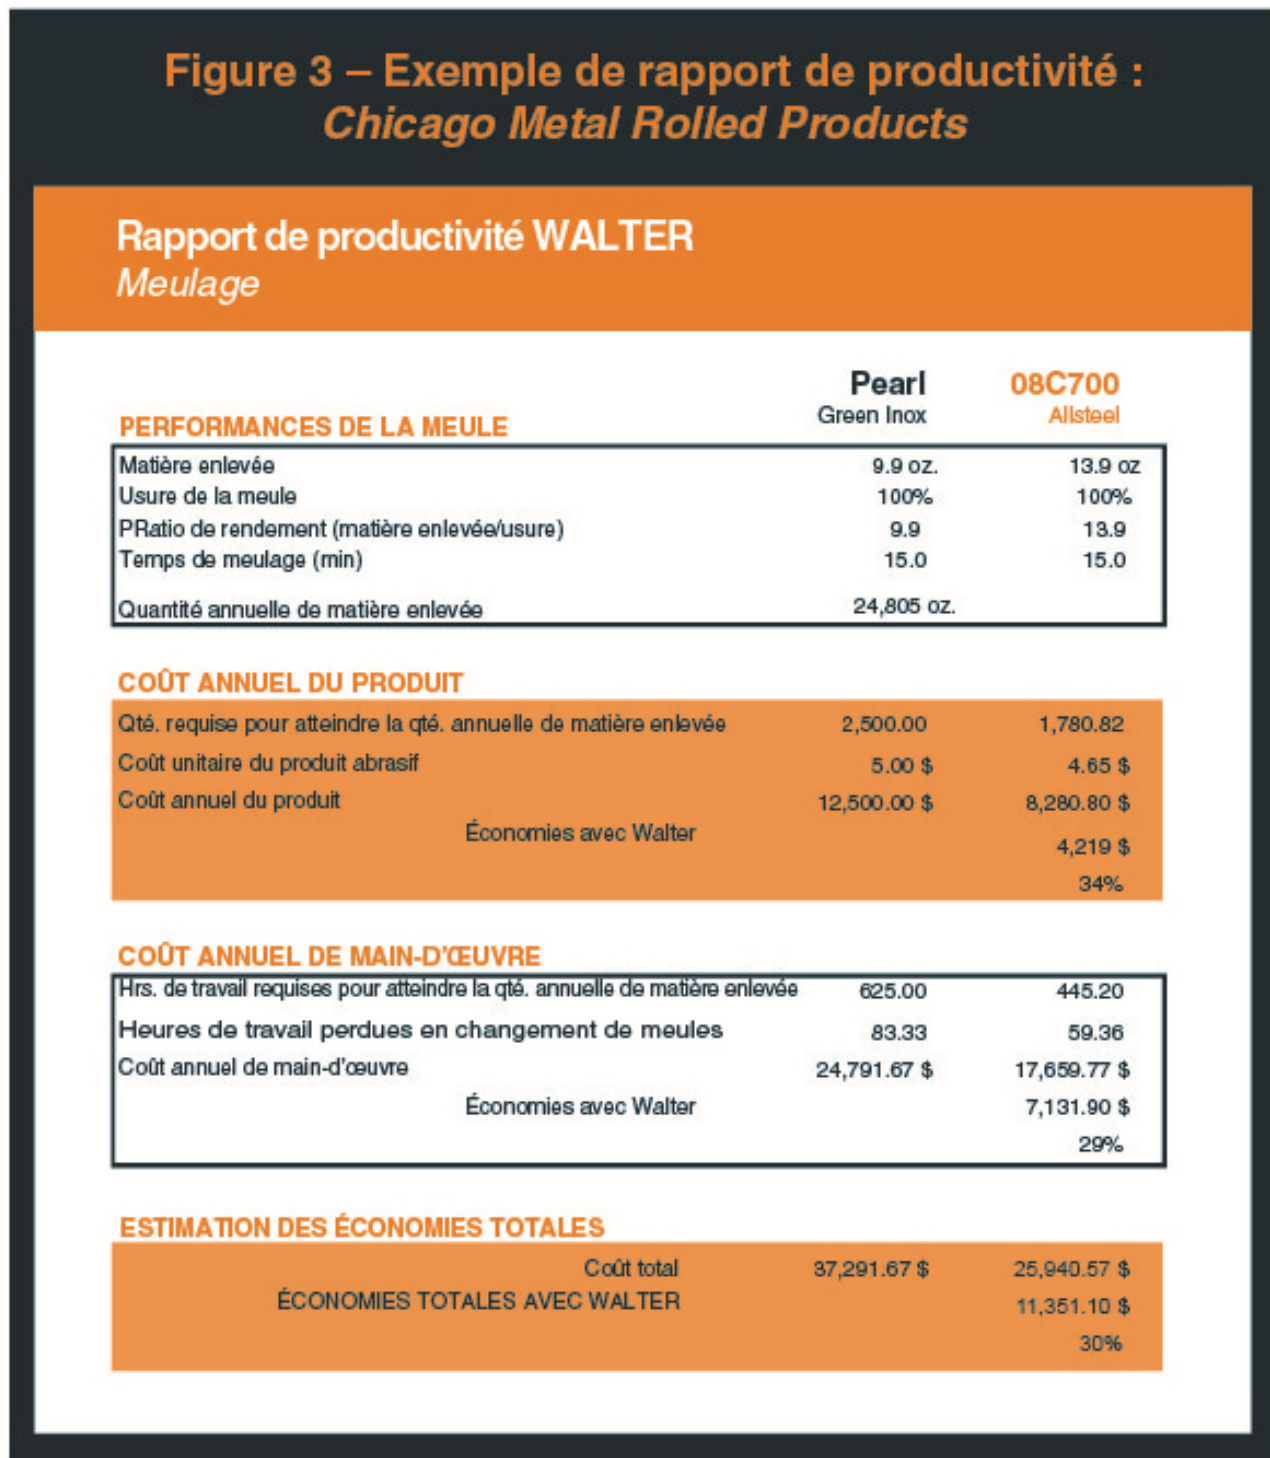 Figure 3 – Exemple de rapport de productivité :
Chicago Metal Rolled Products
Rapport de productivité WALTER
Meulage
Pearl 08C700
Green Inox Allsteel
PERFORMANCES DE LA MEULE
Matière enlevée 9.9 oz. 13.9 oz
Usure de la meule 100% 100%
PRatio de rendement (matière enlevée/usure) 9.9 13.9
Temps de meulage (min) 15.0 15.0
Quantité annuelle de matière enlevée 24,805 oz.
COÛT ANNUEL DU PRODUIT
Qté. requise pour atteindre la qté. annuelle de matière enlevée 2,500.00 1,780.82
Coût unitaire du produit abrasif 5.00 $ 4.65 $
Coût annuel du produit 12,500.00 $ 8,280.80 $
Économies avec Walter 4,219 $
34%
COÛT ANNUEL DE MAIN-D'ŒUVRE
Hrs. de travail requises pour atteindre la qté. annuelle de matière enlevée 625.00 445.20
Heures de travail perdues en changement de meules 83.33 59.36
Coût annuel de main-d'œuvre 24,791.67 $ 17,659.77 $
Économies avec Walter 7,131.90 $
29%
ESTIMATION DES ÉCONOMIES TOTALES
Coût total 37,291.67 $ 25,940.57 $
ÉCONOMIES TOTALES AVEC WALTER 11,351.10 $
30%